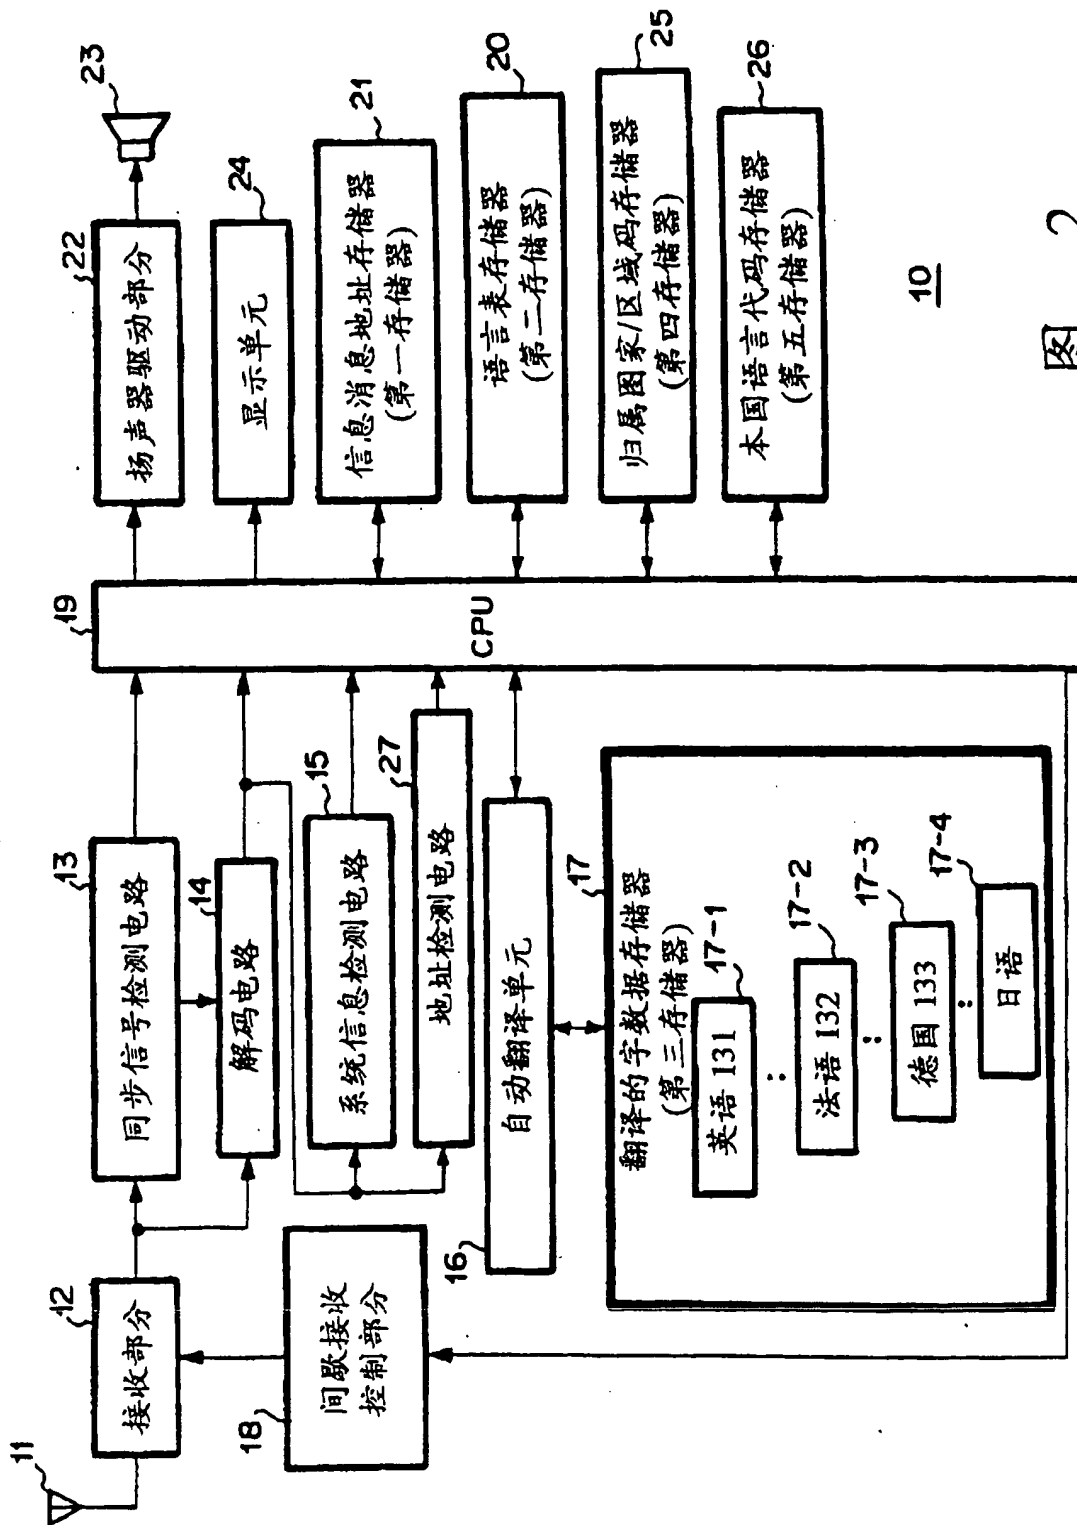 11
12
接收部分
13
同步信号检测电路
14
解码电路
15
系统信息检测电路
27
地址检测电路
16
自动翻译单元
17
翻译的字数据存储器
(第三存储器)
17-1
英语 131
17-2
法语 132
17-3
德国 133
17-4
日语
18
间歇接收
控制部分
19
CPU
22
扬声器驱动部分
23
24
显示单元
21
信息消息地址存储器
(第一存储器)
20
语言表存储器
(第二存储器)
25
归属图家/区域码存储器
(第四存储器)
26
本国语言代码存储器
(第五存储器)
10
图 2